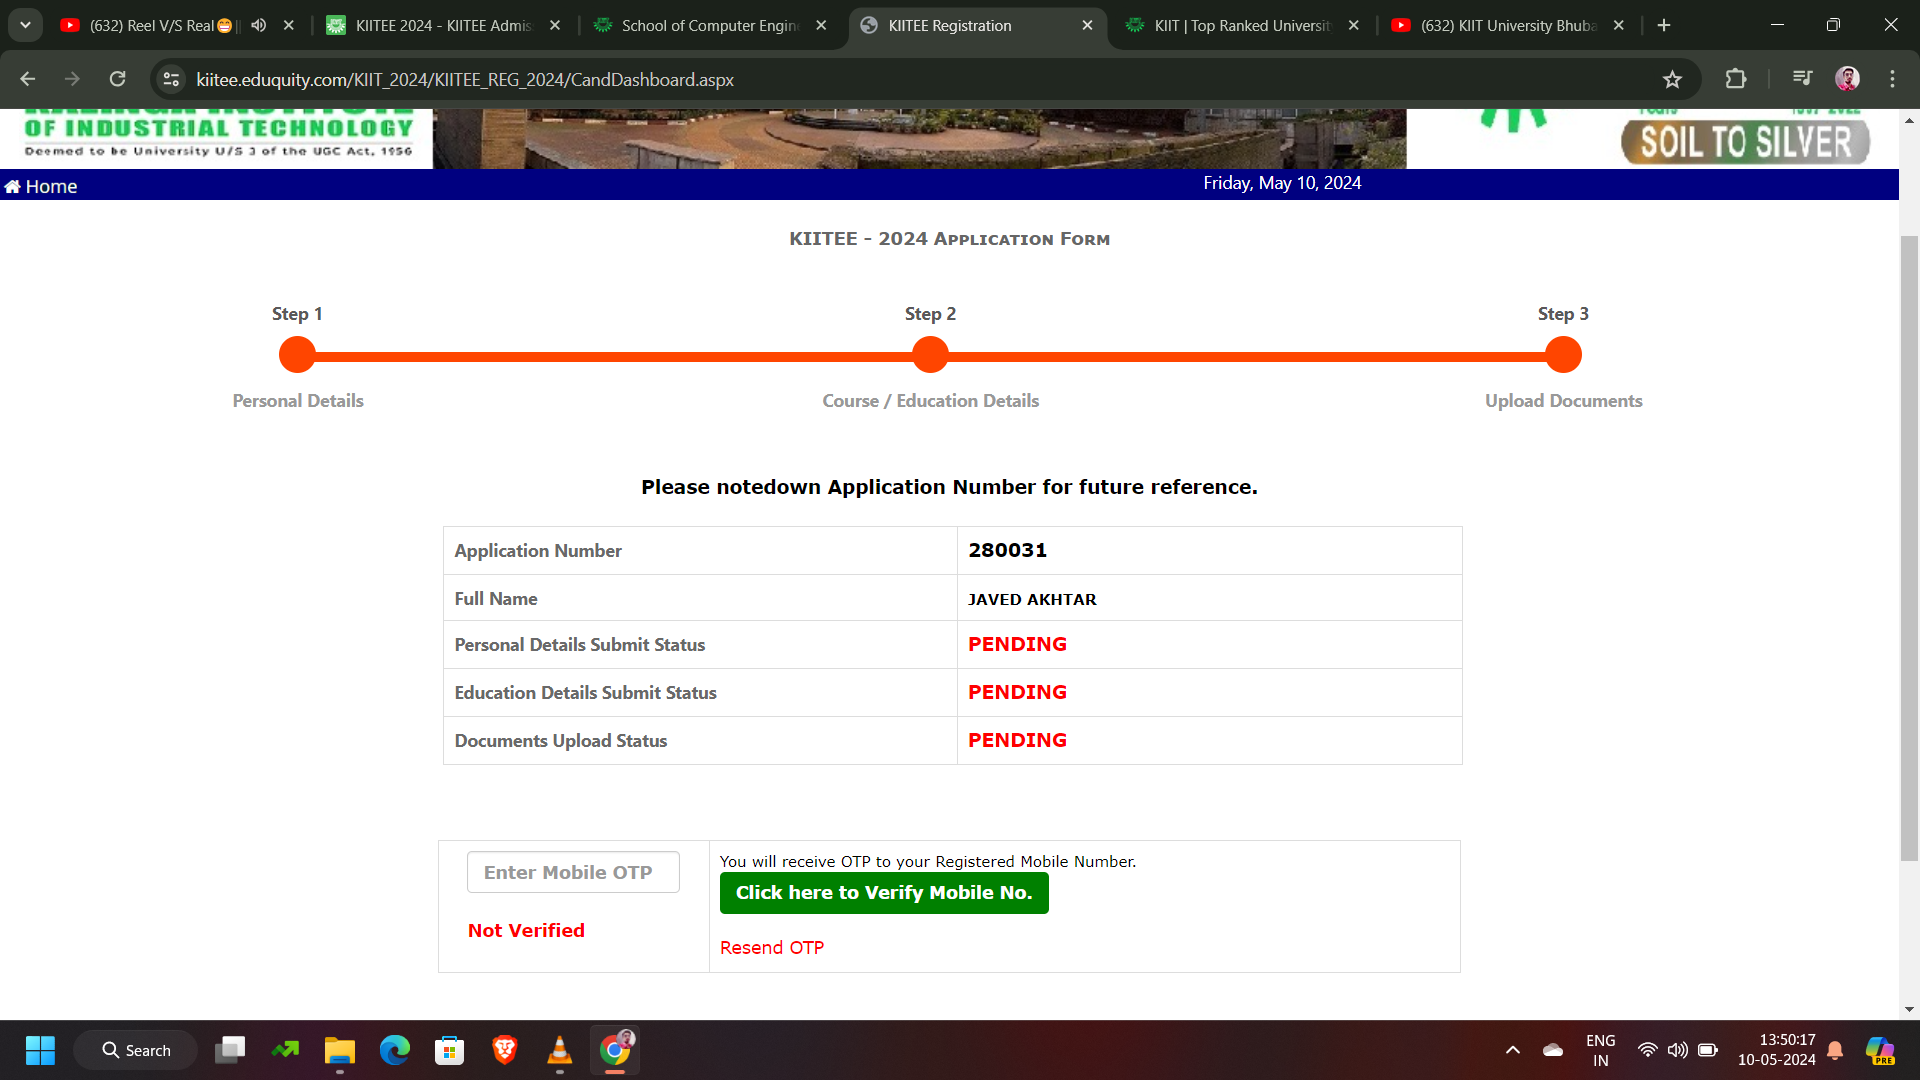 (632) Reel V/S Real😁||
KIITEE 2024 - KIITEE Admis
School of Computer Engine
KIITEE Registration
KIIT | Top Ranked Universit
(632) KIIT University Bhuba
kiitee.eduquity.com/KIIT_2024/KIITEE_REG_2024/CandDashboard.aspx
OF INDUSTRIAL TECHNOLOGY
Deemed to be University U/S 3 of the UGC Act, 1956
SOIL TO SILVER
Home
Friday, May 10, 2024
KIITEE - 2024 Application Form
Step 1
Step 2
Step 3
Personal Details
Course / Education Details
Upload Documents
Please notedown Application Number for future reference.
Application Number
280031
Full Name
JAVED AKHTAR
Personal Details Submit Status
PENDING
Education Details Submit Status
PENDING
Documents Upload Status
PENDING
Enter Mobile OTP
Not Verified
You will receive OTP to your Registered Mobile Number.
Click here to Verify Mobile No.
Resend OTP
Search
ENG
IN
13:50:17
10-05-2024
PRE